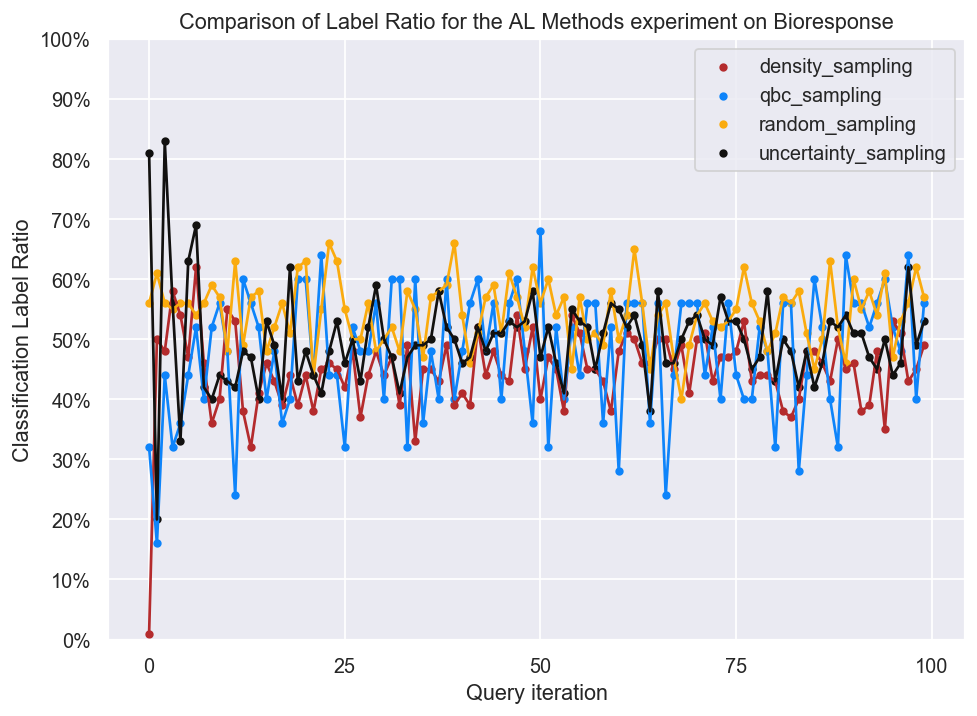 Comparison of Label Ratio for the AL Methods experiment on Bioresponse
100%
90%
80%
70%
60%
50%
40%
30%
20%
10%
0%
Classification Label Ratio
density_sampling
qbc_sampling
random_sampling
uncertainty_sampling
0
25
50
75
100
Query iteration